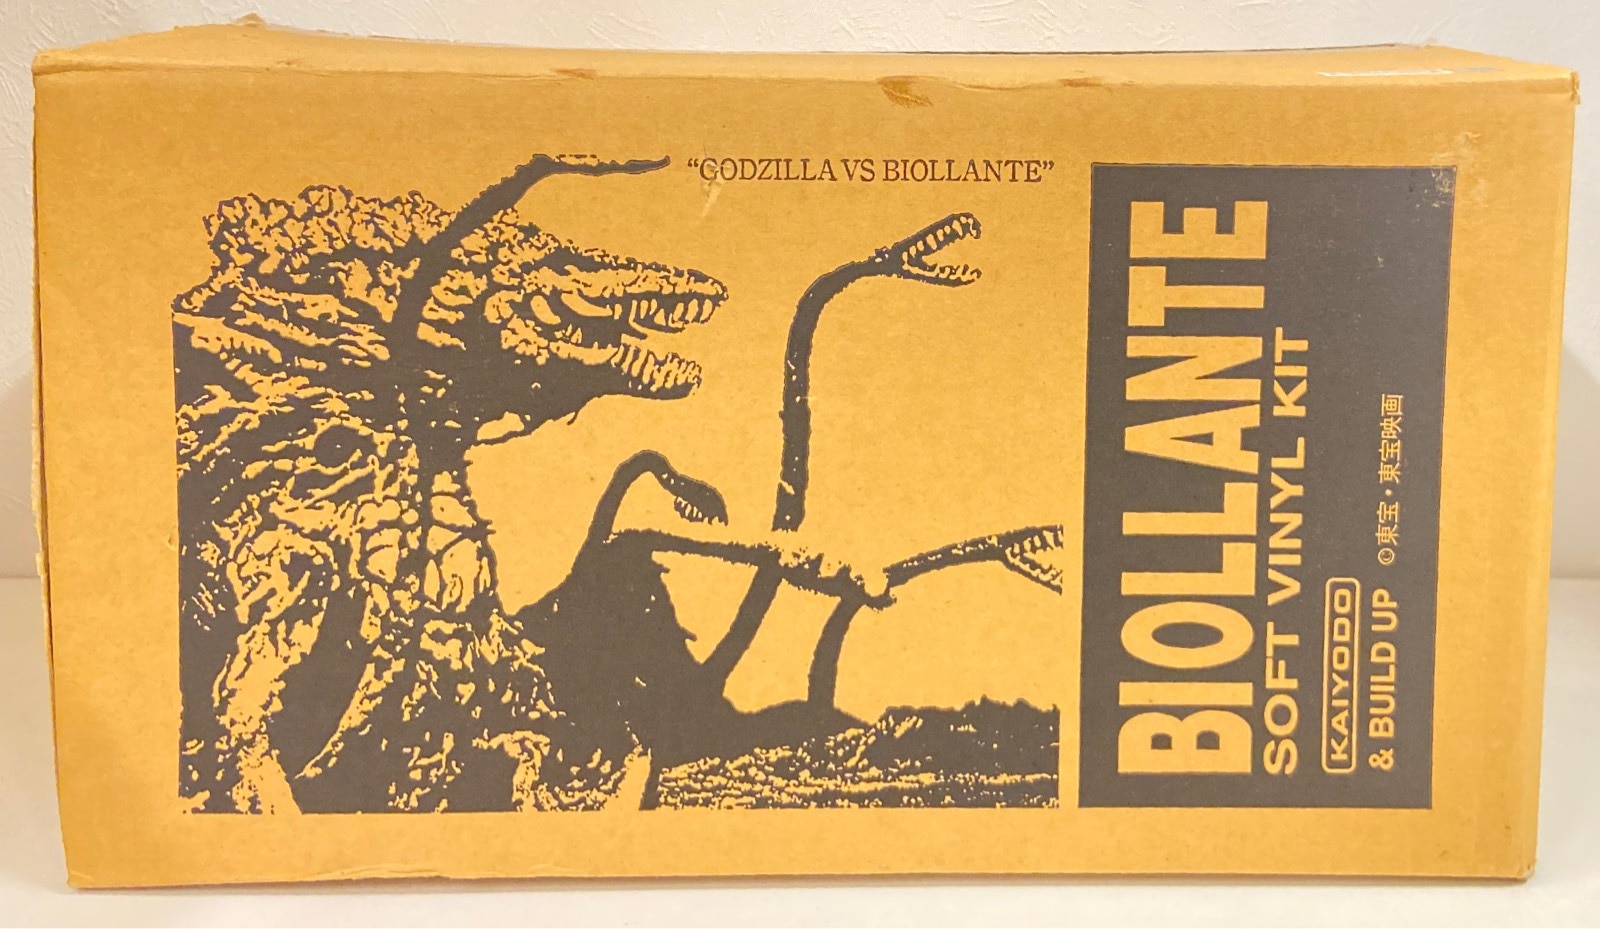 “GODZILLA VS BIOLLANTE”
BIOLLANTE
SOFT VINYL KIT
KAIYODO
& BUILD UP ©東宝・東宝映画